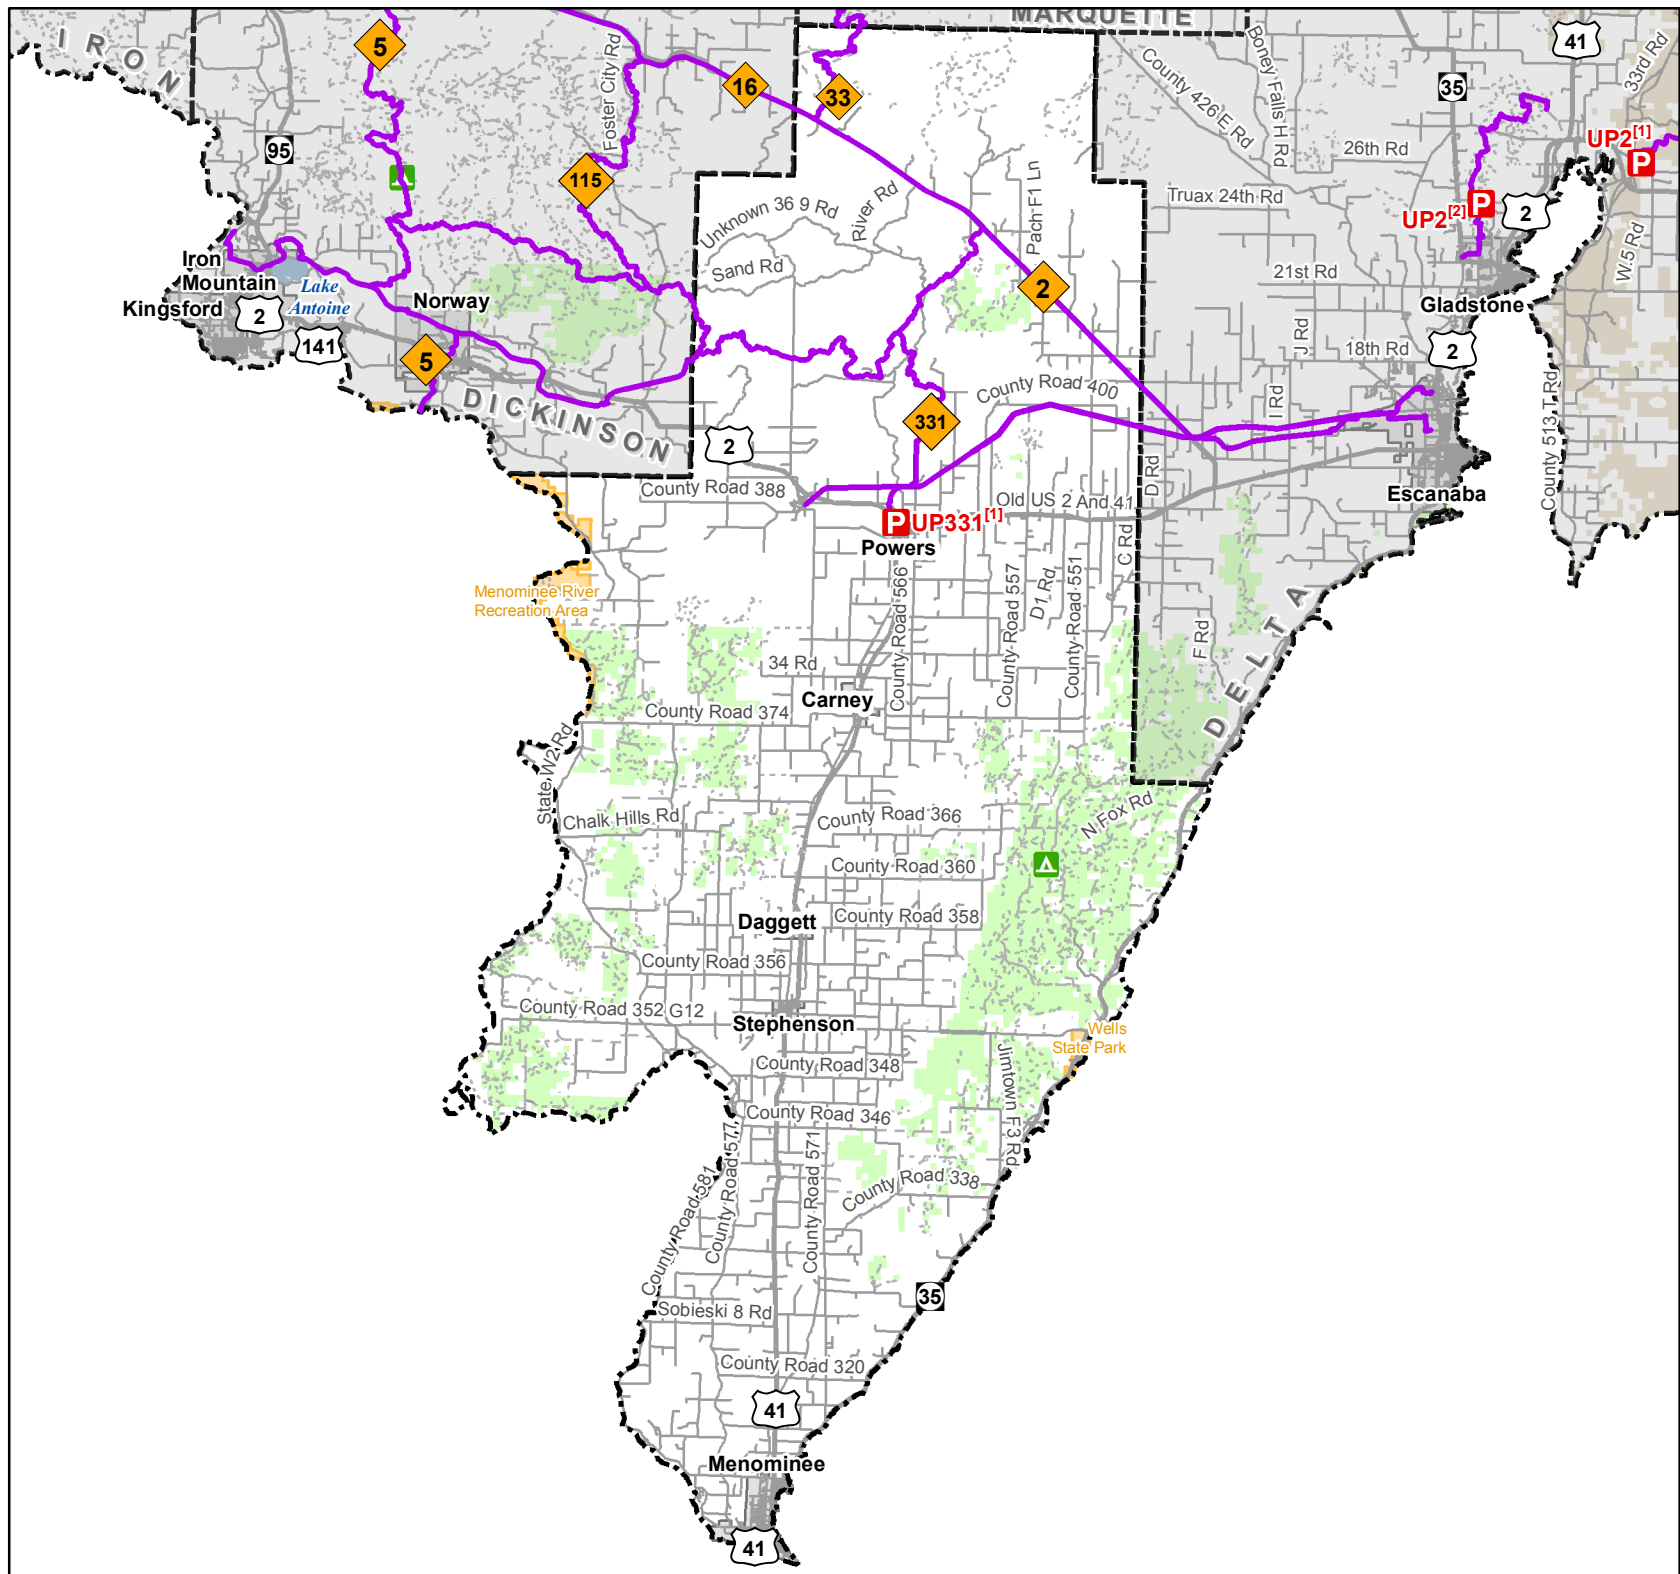 MARQUETTE
IRON
5
41
33rd Rd
Foster City Rd
16
33
County 426 E Rd
Boney Falls H Rd
35
95
26th Rd
UP2[1]
P
115
Truax 24th Rd
P
UP2[2]
2
Unknown 36 9 Rd
River Rd
Pach F1 Ln
W 5 Rd
Iron
Mountain
Sand Rd
21st Rd
Lake
Antoine
Norway
2
Gladstone
Kingsford
2
141
J Rd
18th Rd
2
5
County Road 400
I Rd
County 513 T Rd
DICKINSON
331
2
D Rd
County Road 388
Old US 2 And 41
Escanaba
P
UP331[1]
Powers
C Rd
Menominee River
Recreation Area
County Road 566
County Road 557
D1 Rd
County Road 551
F Rd
DELTA
34 Rd
Carney
County Road 374
State W2 Rd
Chalk Hills Rd
County Road 366
N Fox Rd
County Road 360
Daggett
County Road 358
County Road 356
County Road 352 G12
Stephenson
Wells
State Park
County Road 348
Jimtown F3 Rd
County Road 346
County Road 577
County Road 571
County Road 581
County Road 338
35
Sobieski 8 Rd
County Road 320
41
Menominee
41